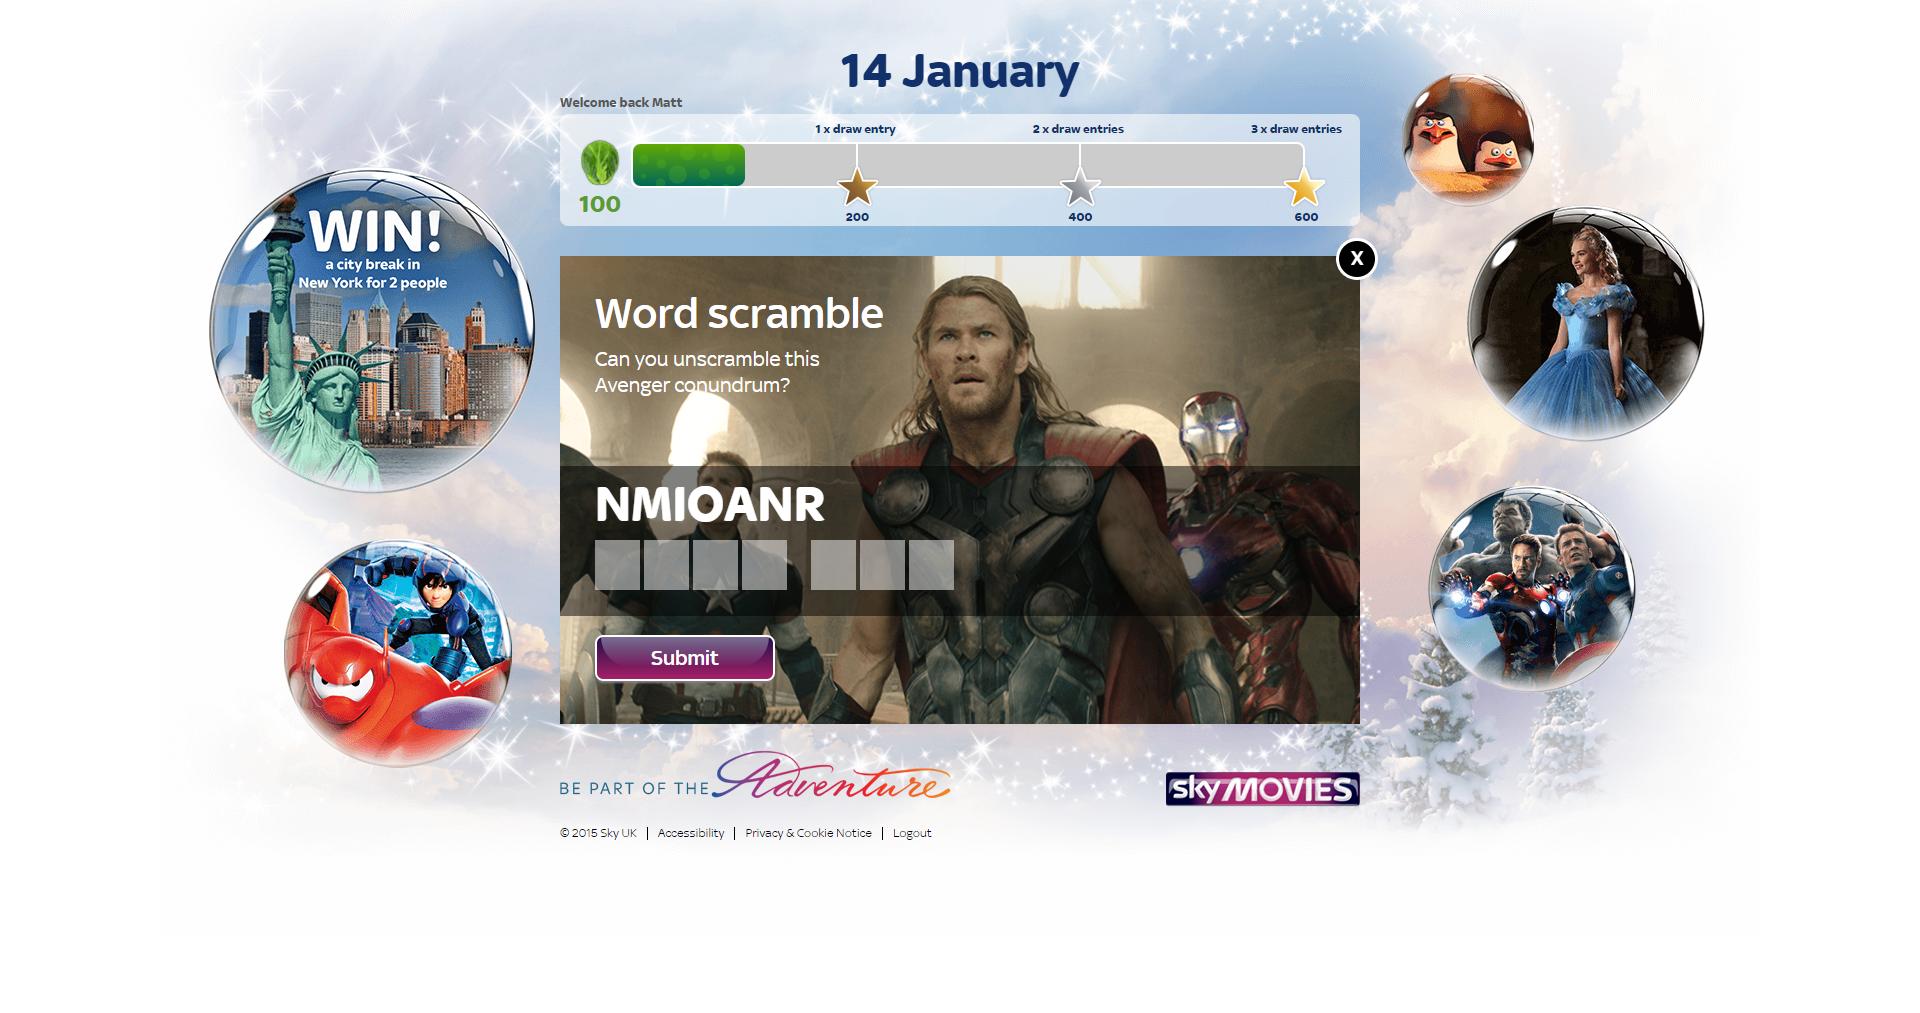 14 January
Welcome back Matt
1 x draw entry
2 x draw entries
3 x draw entries
100
200
400
600
WIN!
a city break in
New York for 2 people
X
Word scramble
Can you unscramble this
Avenger conundrum?
NMIOANR
Submit
BE PART OF THE Adventure
sky MOVIES
© 2015 Sky UK | Accessibility | Privacy & Cookie Notice | Logout